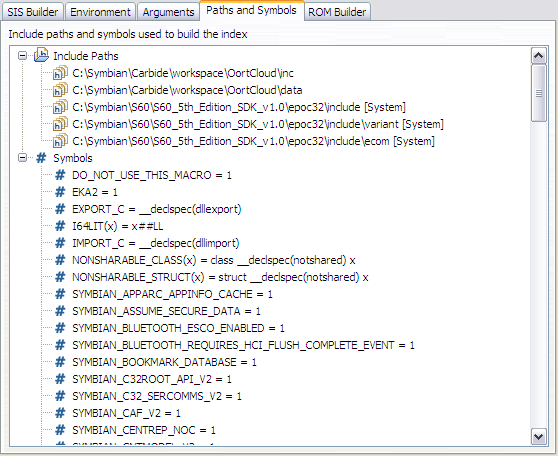 SIS Builder Environment Arguments Paths and Symbols ROM Builder
Include paths and symbols used to build the index
Include Paths
C:\Symbian\Carbide\workspace\OortCloud\inc
C:\Symbian\Carbide\workspace\OortCloud\data
C:\Symbian\S60\S60_5th_Edition_SDK_v1.0\epoc32\include [System]
C:\Symbian\S60\S60_5th_Edition_SDK_v1.0\epoc32\include\variant [System]
C:\Symbian\S60\S60_5th_Edition_SDK_v1.0\epoc32\include\ecom [System]
# Symbols
# DO_NOT_USE_THIS_MACRO = 1
# EKA2 = 1
# EXPORT_C = __declspec(dllexport)
# I64LIT(x) = x##LL
# IMPORT_C = __declspec(dllimport)
# NONSHARABLE_CLASS(x) = class __declspec(notshared) x
# NONSHARABLE_STRUCT(x) = struct __declspec(notshared) x
# SYMBIAN_APPARC_APPINFO_CACHE = 1
# SYMBIAN_ASSUME_SECURE_DATA = 1
# SYMBIAN_BLUETOOTH_ESCO_ENABLED = 1
# SYMBIAN_BLUETOOTH_REQUIRES_HCI_FLUSH_COMPLETE_EVENT = 1
# SYMBIAN_BOOKMARK_DATABASE = 1
# SYMBIAN_C32ROOT_API_V2 = 1
# SYMBIAN_C32_SERCOMMS_V2 = 1
# SYMBIAN_CAF_V2 = 1
# SYMBIAN_CENTREP_NOC = 1